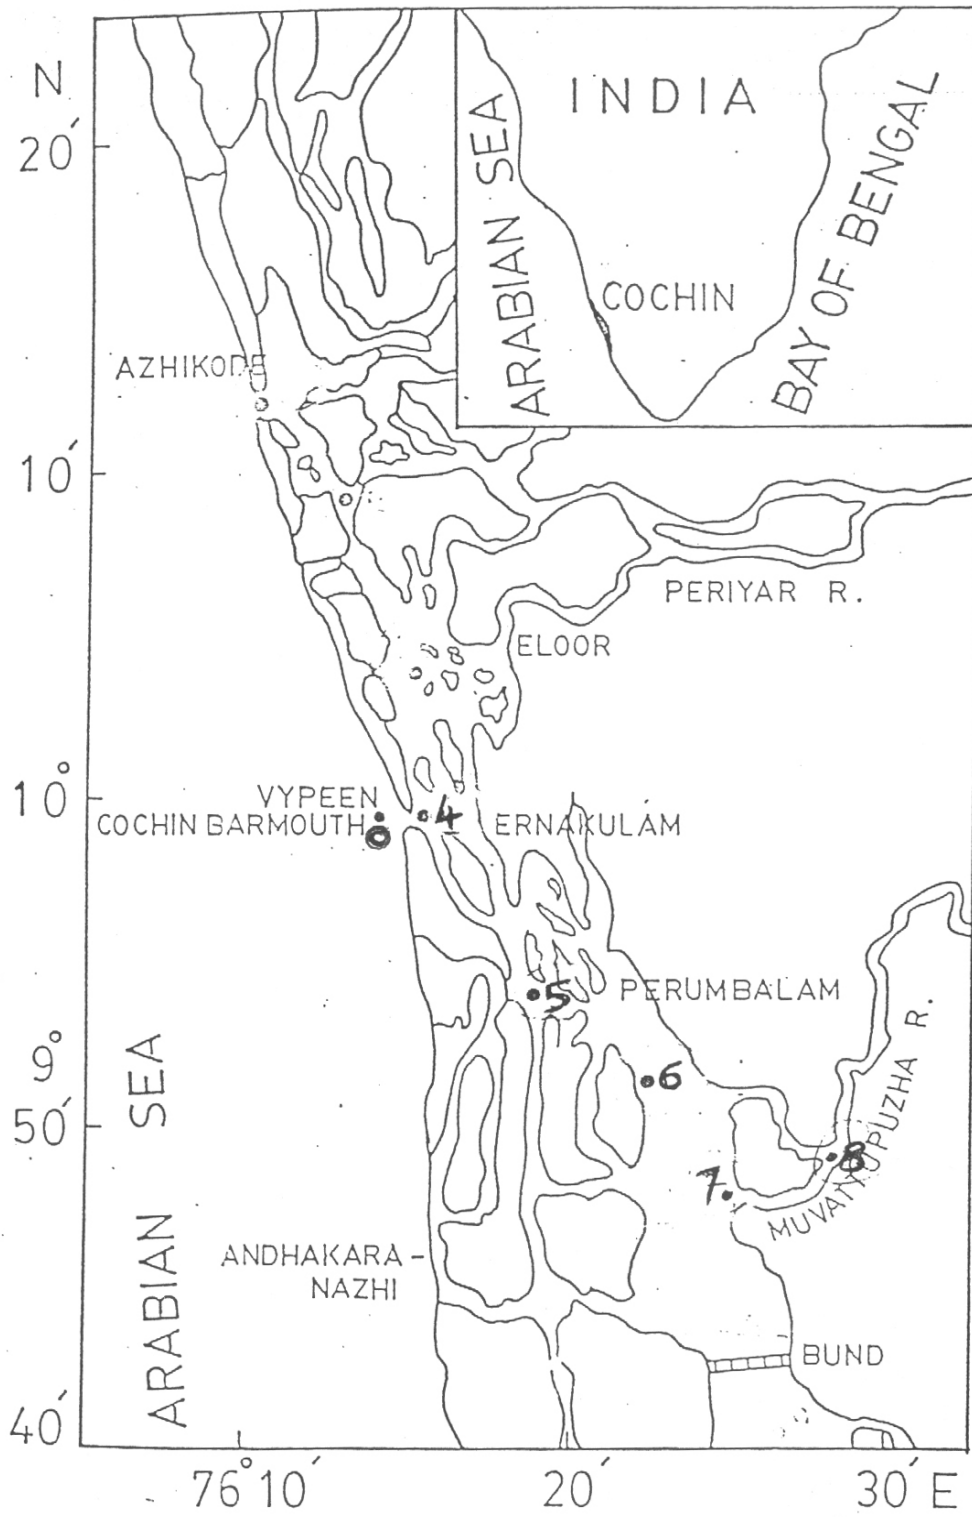 N
20′
INDIA
ARABIAN SEA
BAY OF BENGAL
COCHIN
AZHIKODE
10′
PERIYAR R.
ELOOR
10°
VYPEEN
COCHIN BARMOUTH
0
4
ERNAKULAM
5
PERUMBALAM
6
7
8
MUVATTUPUZHA R.
9°
50′
ARABIAN SEA
ANDHAKARA-
NAZHI
BUND
40′
76°10′
20′
30′E